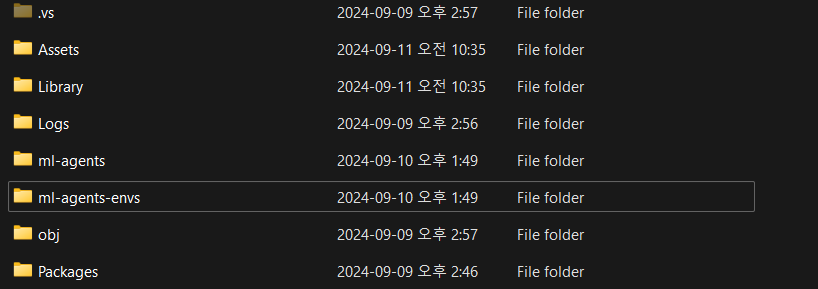 .vs 2024-09-09 오후 2:57 File folder
Assets 2024-09-11 오전 10:35 File folder
Library 2024-09-11 오전 10:35 File folder
Logs 2024-09-09 오후 2:56 File folder
ml-agents 2024-09-10 오후 1:49 File folder
ml-agents-envs 2024-09-10 오후 1:49 File folder
obj 2024-09-09 오후 2:57 File folder
Packages 2024-09-09 오후 2:46 File folder